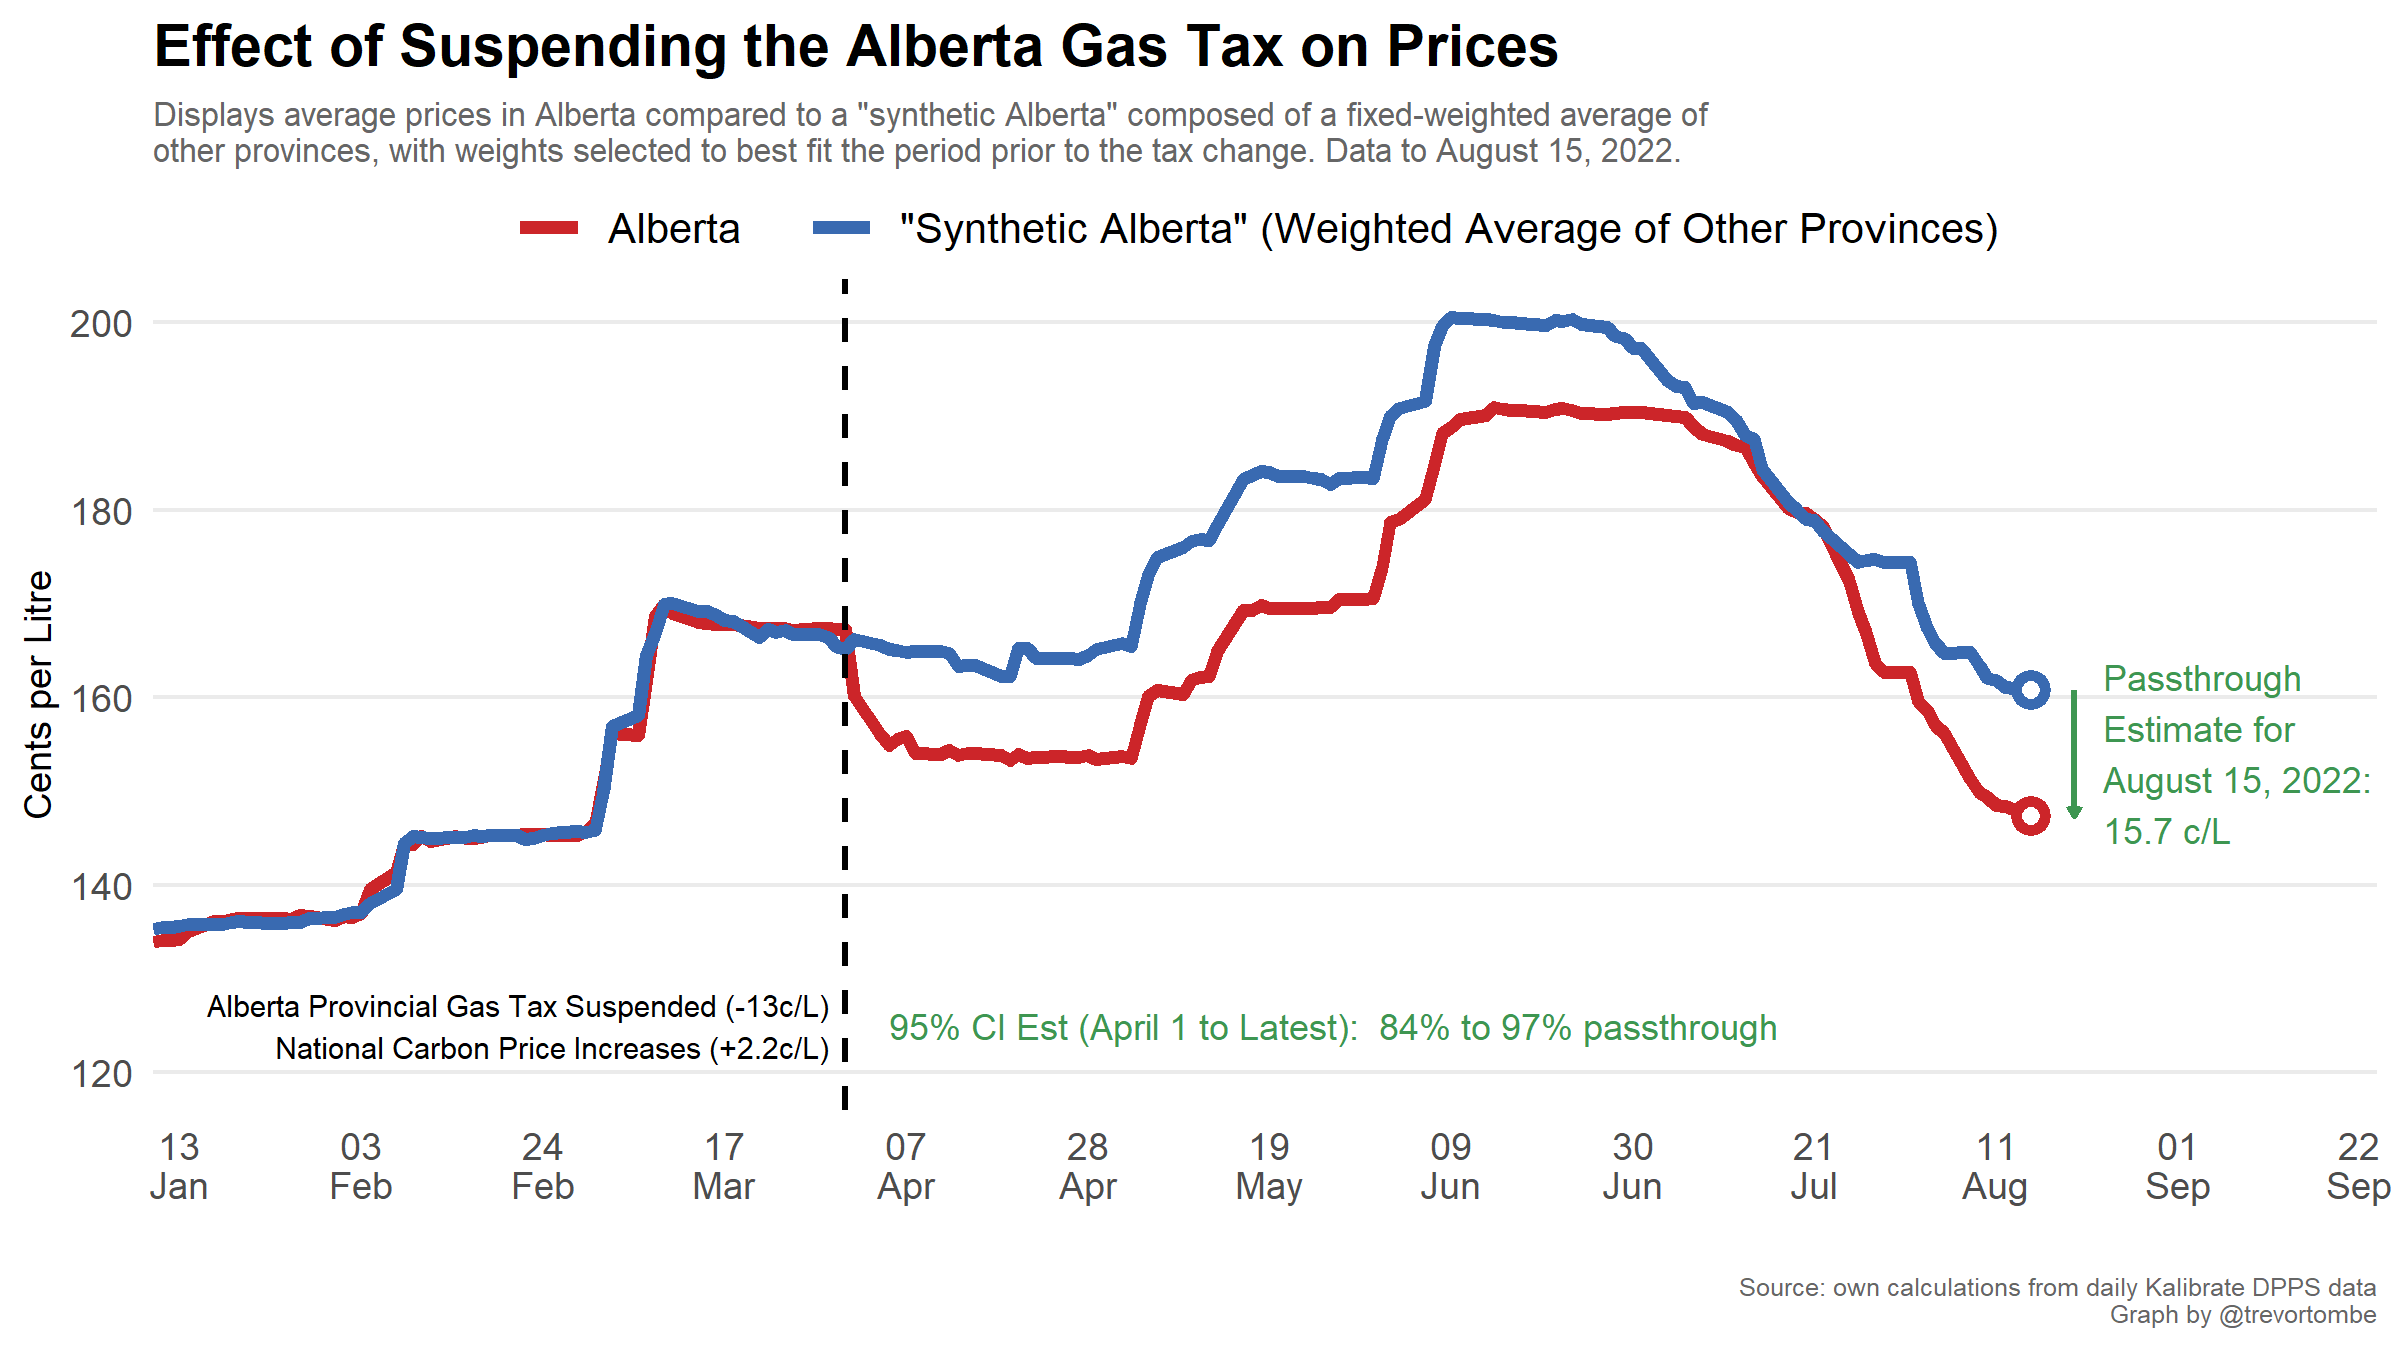 Effect of Suspending the Alberta Gas Tax on Prices
Displays average prices in Alberta compared to a "synthetic Alberta" composed of a fixed-weighted average of
other provinces, with weights selected to best fit the period prior to the tax change. Data to August 15, 2022.
Alberta
"Synthetic Alberta" (Weighted Average of Other Provinces)
Cents per Litre
200
180
160
140
120
Passthrough
Estimate for
August 15, 2022:
15.7 c/L
Alberta Provincial Gas Tax Suspended (-13c/L)
National Carbon Price Increases (+2.2c/L)
95% CI Est (April 1 to Latest):  84% to 97% passthrough
13
Jan
03
Feb
24
Feb
17
Mar
07
Apr
28
Apr
19
May
09
Jun
30
Jun
21
Jul
11
Aug
01
Sep
22
Sep
Source: own calculations from daily Kalibrate DPPS data
Graph by @trevortombe